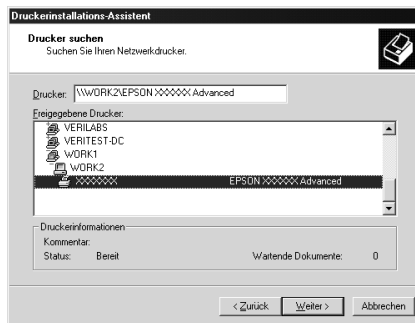 Druckerinstallations-Assistent
Drucker suchen
Suchen Sie Ihren Netzwerkdrucker.
Drucker: \\WORK2\EPSON XXXXXX Advanced
Freigegebene Drucker:
VERILABS
VERITEST-DC
WORK1
WORK2
XXXXXX EPSON XXXXXX Advanced
Druckerinformationen
Kommentar:
Status: Bereit Wartende Dokumente: 0
< Zurück Weiter > Abbrechen